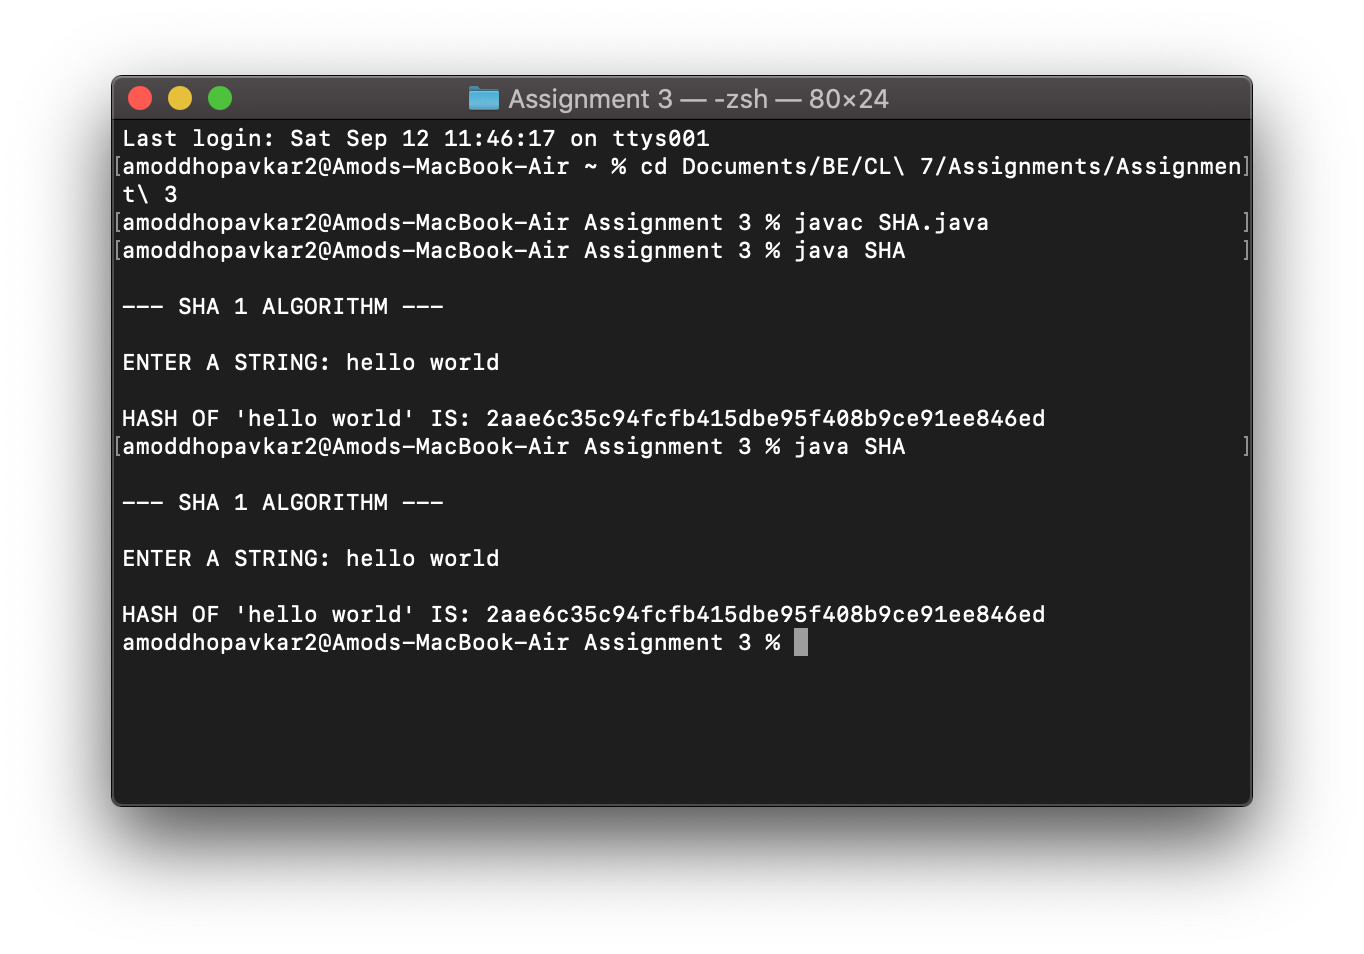 Assignment 3 — -zsh — 80×24
Last login: Sat Sep 12 11:46:17 on ttys001
[amoddhopavkar2@Amods-MacBook-Air ~ % cd Documents/BE/CL\ 7/Assignments/Assignmen]
t\ 3
[amoddhopavkar2@Amods-MacBook-Air Assignment 3 % javac SHA.java ]
[amoddhopavkar2@Amods-MacBook-Air Assignment 3 % java SHA ]
--- SHA 1 ALGORITHM ---
ENTER A STRING: hello world
HASH OF 'hello world' IS: 2aae6c35c94fcfb415dbe95f408b9ce91ee846ed
[amoddhopavkar2@Amods-MacBook-Air Assignment 3 % java SHA ]
--- SHA 1 ALGORITHM ---
ENTER A STRING: hello world
HASH OF 'hello world' IS: 2aae6c35c94fcfb415dbe95f408b9ce91ee846ed
amoddhopavkar2@Amods-MacBook-Air Assignment 3 %